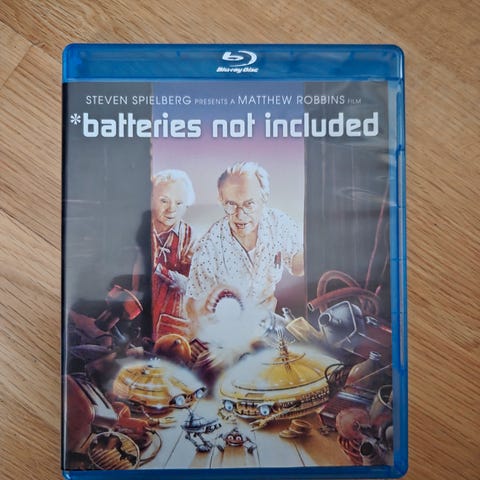 Blu-ray Disc
STEVEN SPIELBERG PRESENTS A MATTHEW ROBBINS FILM
*batteries not included